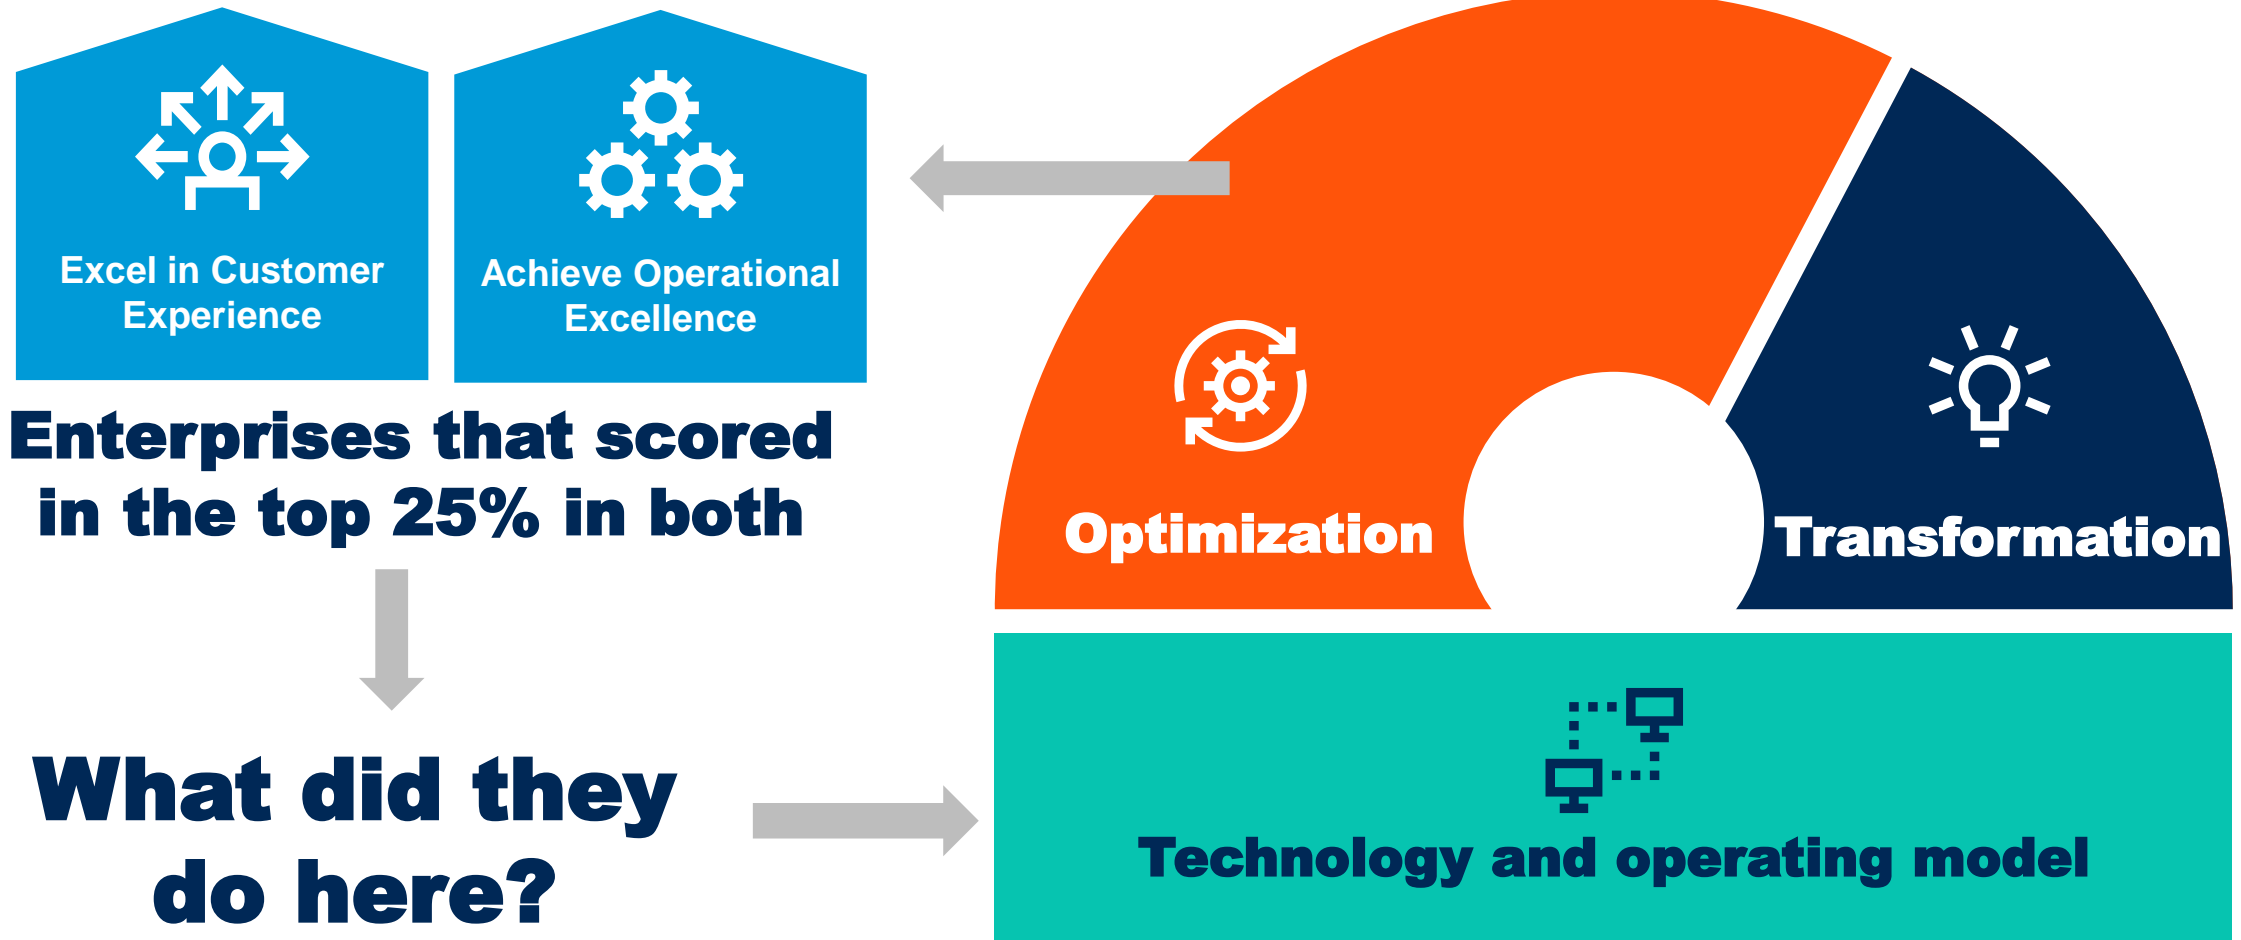 Excel in Customer
Experience
Achieve Operational
Excellence
Enterprises that scored
in the top 25% in both
What did they
do here?
Optimization
Transformation
Technology and operating model